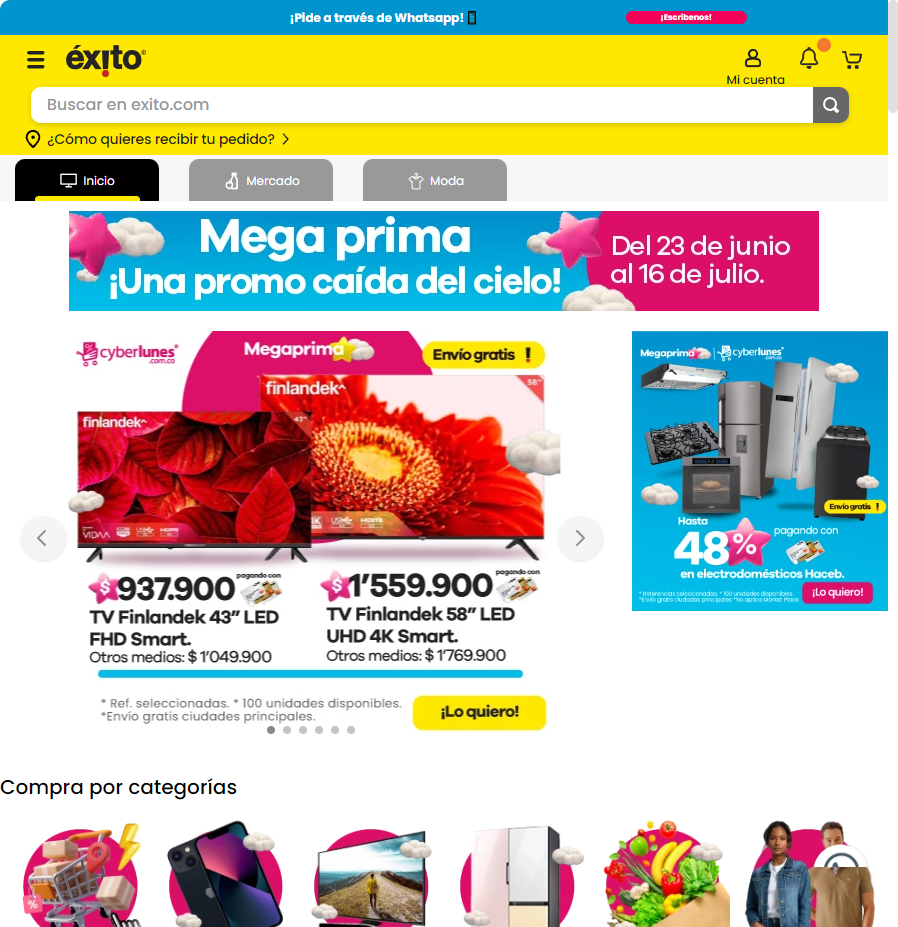 ¡Pide a través de Whatsapp!
¡Escríbenos!
éxito
Mi cuenta
Buscar en exito.com
¿Cómo quieres recibir tu pedido?
Inicio
Mercado
Moda
Mega prima
¡Una promo caída del cielo!
Del 23 de junio
al 16 de julio.
cyberlunes
.com.co
Megaprima
Envío gratis !
finlandek
43"
VIDAA
finlandek
58"
4K
HDMI
$937.900
pagando con
TV Finlandek 43” LED
FHD Smart.
Otros medios: $ 1’049.900
$1’559.900
pagando con
TV Finlandek 58” LED
UHD 4K Smart.
Otros medios: $ 1’769.900
* Ref. seleccionadas. * 100 unidades disponibles.
*Envío gratis ciudades principales.
¡Lo quiero!
Megaprima
cyberlunes
.com.co
Envío gratis !
Hasta
48%
pagando con
en electrodomésticos Haceb.
* Referencias seleccionadas. * 100 unidades disponibles.
*Envío gratis ciudades principales *No aplica Market Place
¡Lo quiero!
Compra por categorías
%